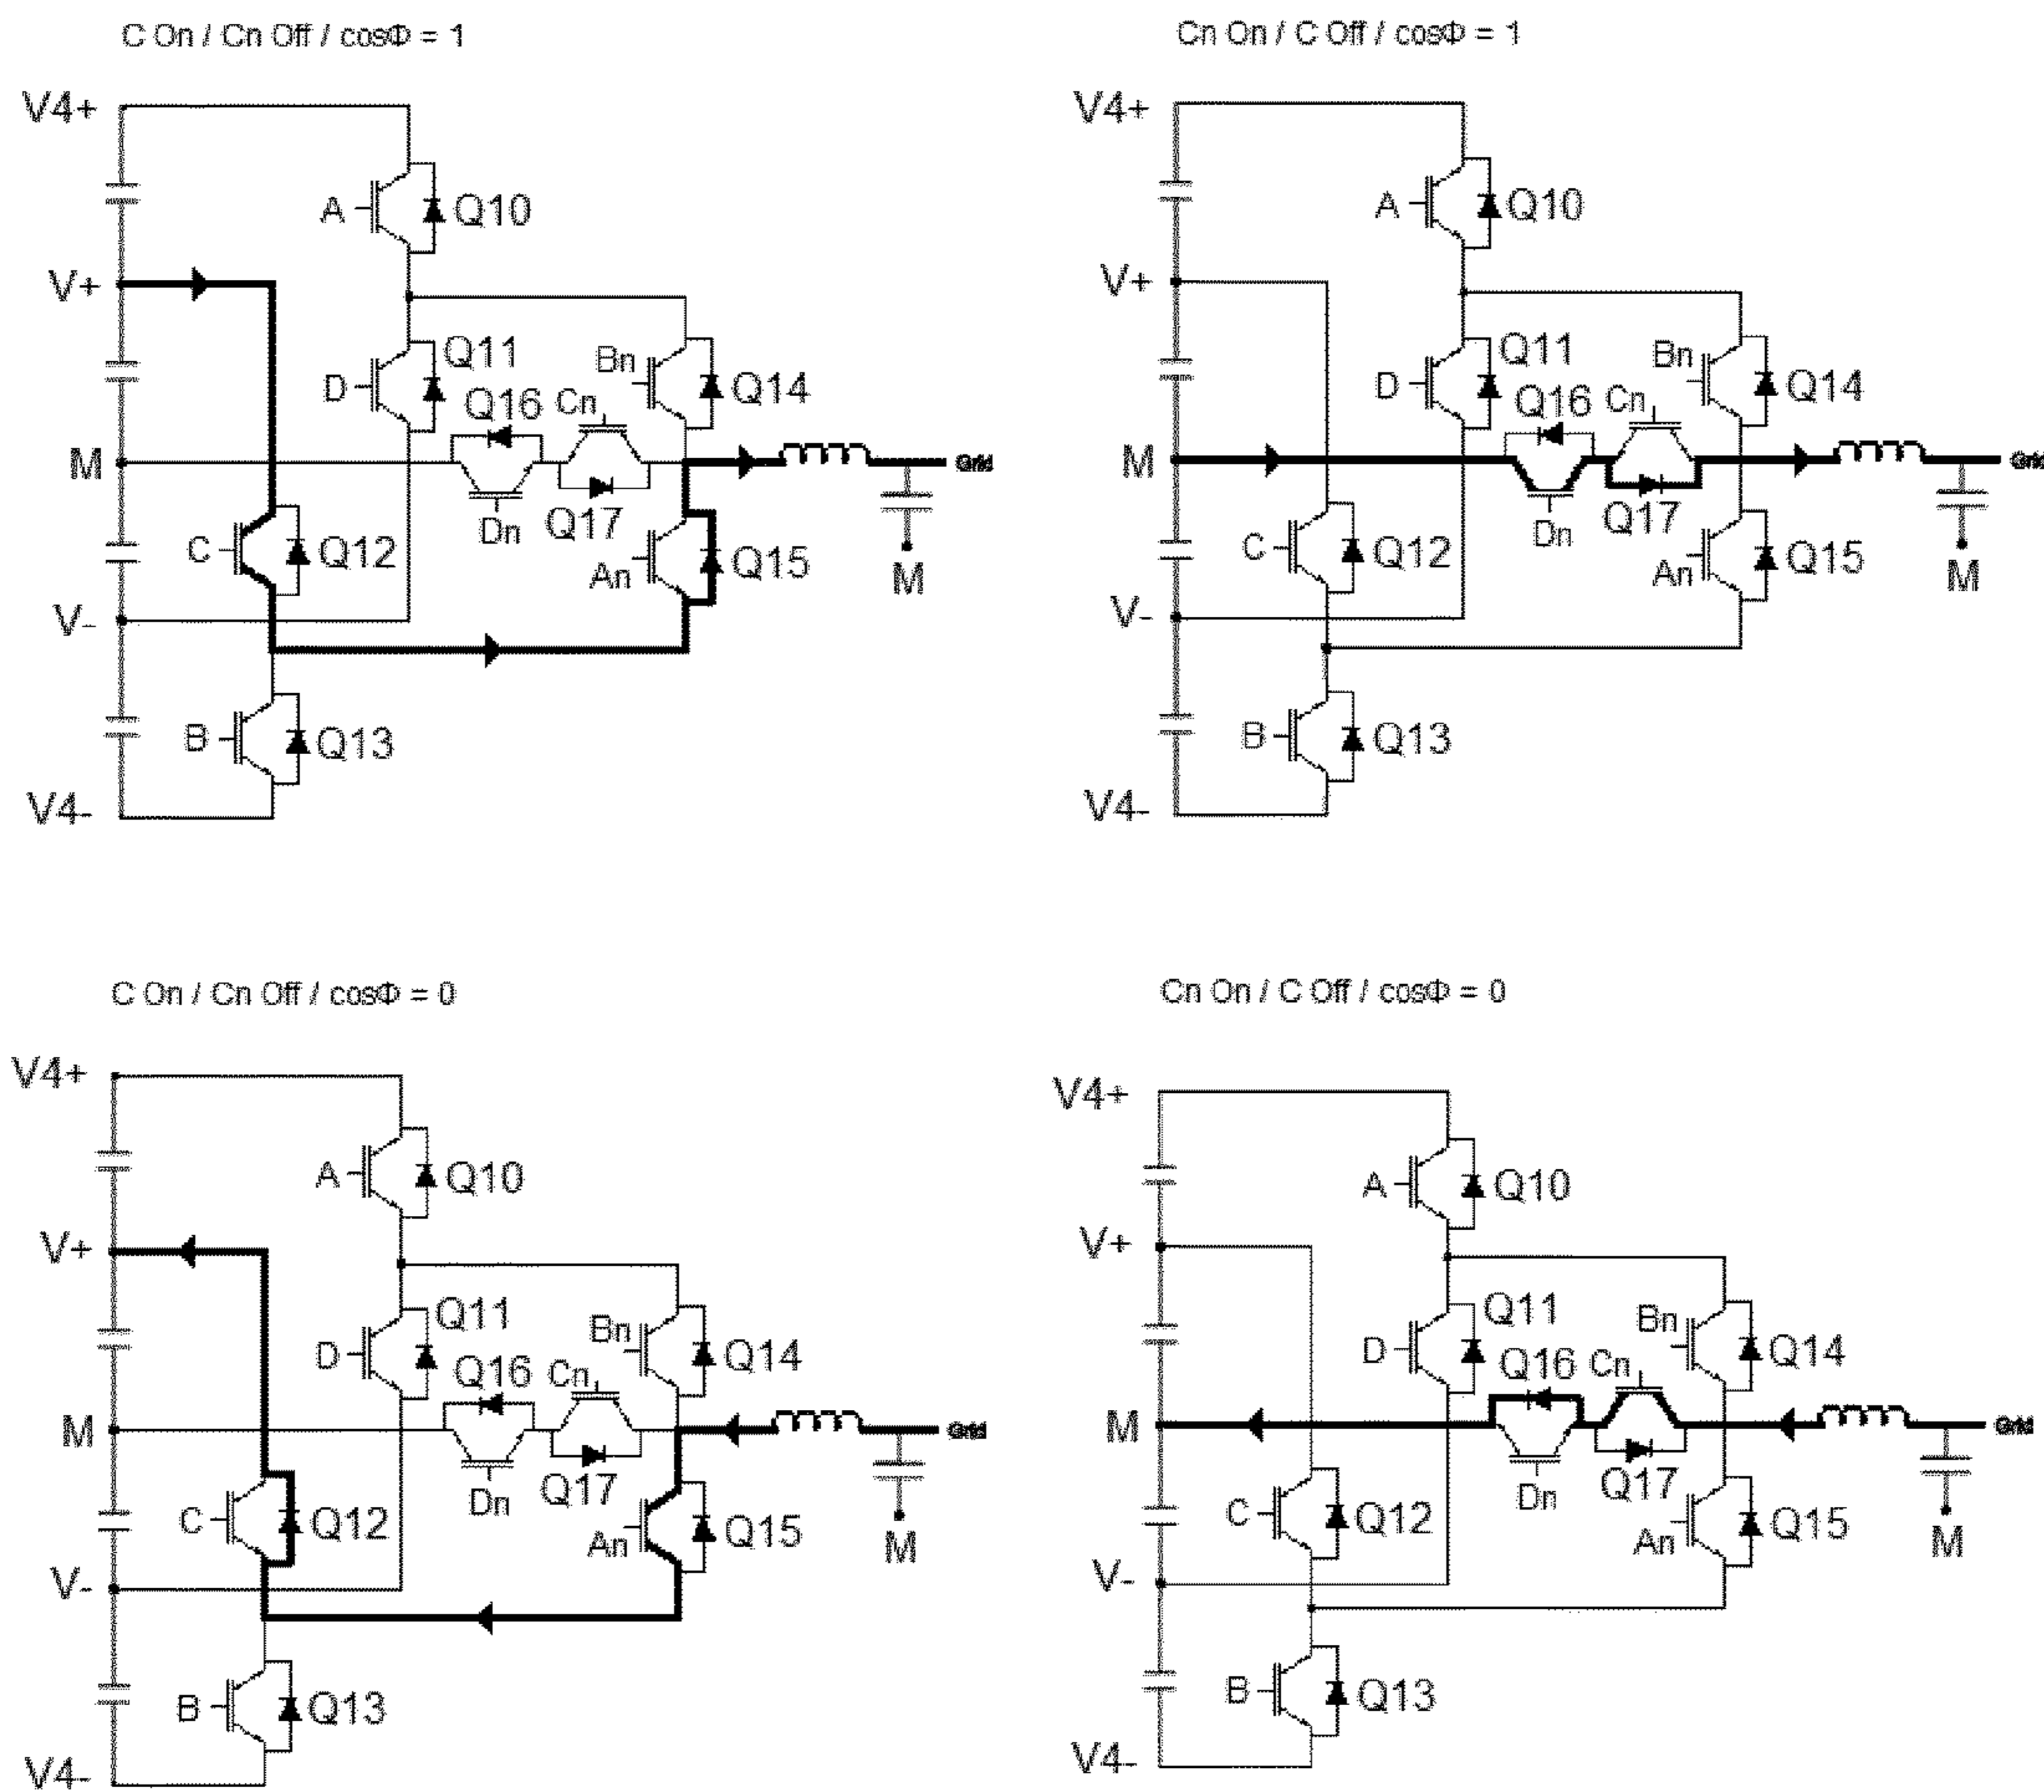 C On / Cn Off / cosΦ = 1
V4+
A
Q10
V+
Q11
D
Bn
Q14
Q16
Cn
M
Grid
Dn
Q17
C
Q12
An
Q15
M
V-
B
Q13
V4-
Cn On / C Off / cosΦ = 1
V4+
A
Q10
V+
Q11
D
Bn
Q14
Q16
Cn
M
Grid
Dn
Q17
C
Q12
An
Q15
M
V-
B
Q13
V4-
C On / Cn Off / cosΦ = 0
V4+
A
Q10
V+
Q11
D
Bn
Q14
Q16
Cn
M
Grid
Dn
Q17
C
Q12
An
Q15
M
V-
B
Q13
V4-
Cn On / C Off / cosΦ = 0
V4+
A
Q10
V+
Q11
D
Bn
Q14
Q16
Cn
M
Grid
Dn
Q17
C
Q12
An
Q15
M
V-
B
Q13
V4-